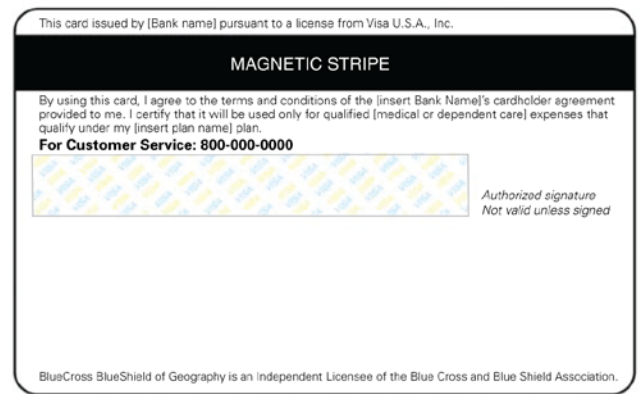 This card issued by [Bank name] pursuant to a license from Visa U.S.A., Inc.
MAGNETIC STRIPE
By using this card, I agree to the terms and conditions of the [insert Bank Name]'s cardholder agreement
provided to me. I certify that it will be used only for qualified [medical or dependent care] expenses that
qualify under my [insert plan name] plan.
For Customer Service: 800-000-0000
Authorized signature
Not valid unless signed
BlueCross BlueShield of Geography is an Independent Licensee of the Blue Cross and Blue Shield Association.